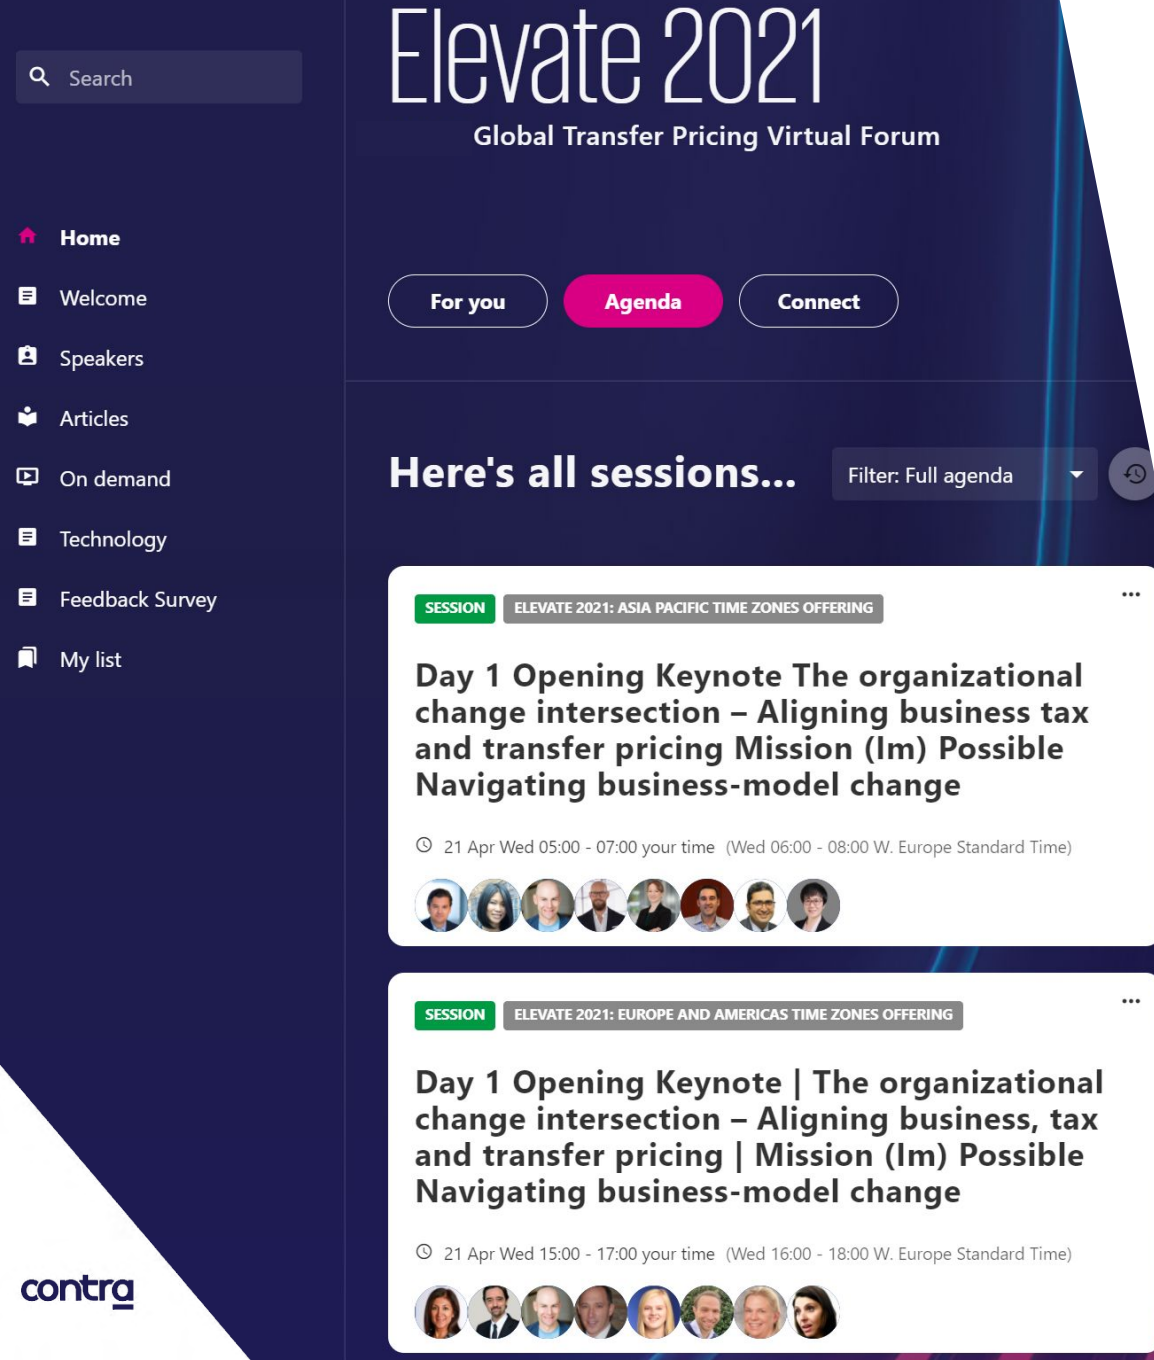 Elevate 2021
Global Transfer Pricing Virtual Forum
Search
Home
Welcome
Speakers
Articles
On demand
Technology
Feedback Survey
My list
For you
Agenda
Connect
Here's all sessions...
Filter: Full agenda
SESSION
ELEVATE 2021: ASIA PACIFIC TIME ZONES OFFERING
Day 1 Opening Keynote The organizational
change intersection – Aligning business tax
and transfer pricing Mission (Im) Possible
Navigating business-model change
21 Apr Wed 05:00 - 07:00 your time (Wed 06:00 - 08:00 W. Europe Standard Time)
SESSION
ELEVATE 2021: EUROPE AND AMERICAS TIME ZONES OFFERING
Day 1 Opening Keynote | The organizational
change intersection – Aligning business, tax
and transfer pricing | Mission (Im) Possible
Navigating business-model change
21 Apr Wed 15:00 - 17:00 your time (Wed 16:00 - 18:00 W. Europe Standard Time)
contra